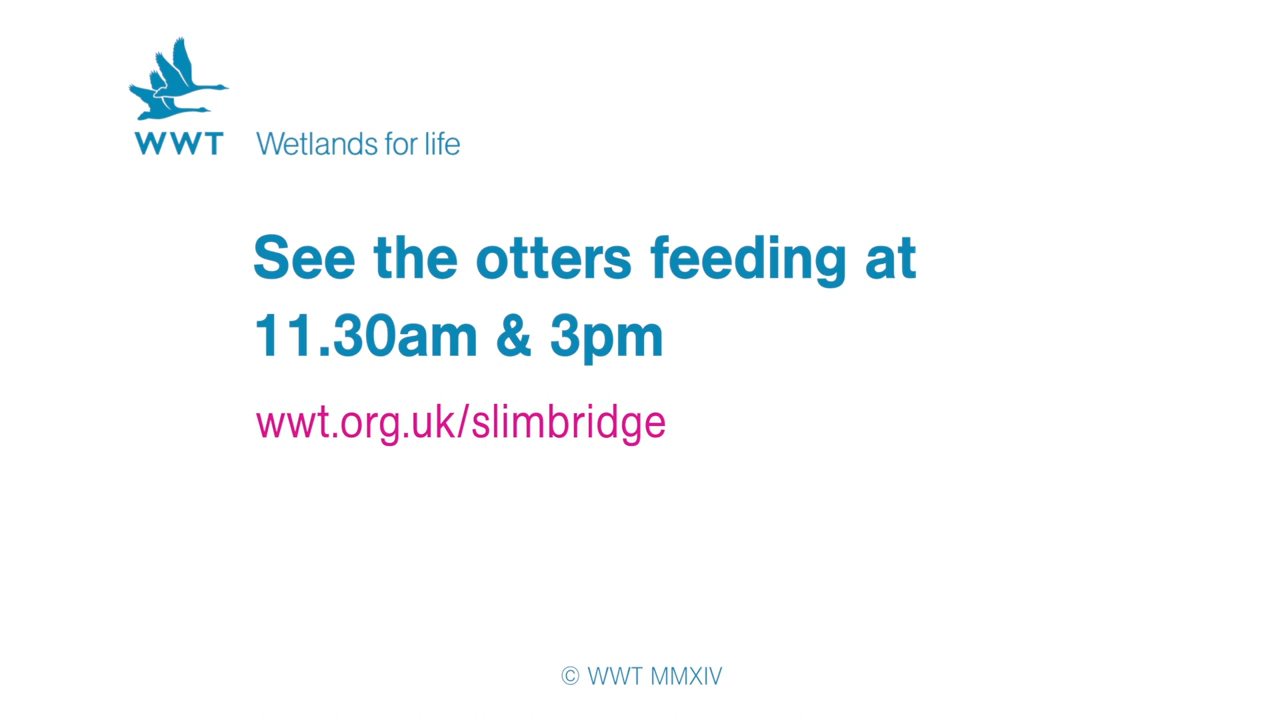 WWT Wetlands for life
See the otters feeding at
11.30am & 3pm
wwt.org.uk/slimbridge
© WWT MMXIV